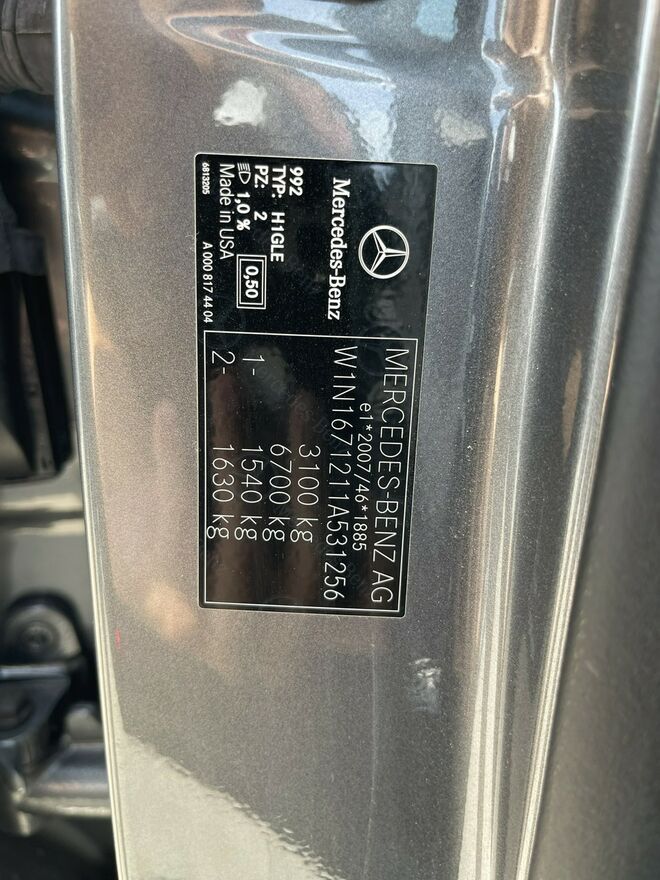 Mercedes-Benz
992
TYP: H1GLE
PZ: 2
1,0 %
0,50
Made in USA
6813205
A 000 817 44 04
MERCEDES-BENZ AG
e1*2007/46*1885
W1N1671211A531256
3100 kg
6700 kg
1- 1540 kg
2- 1630 kg